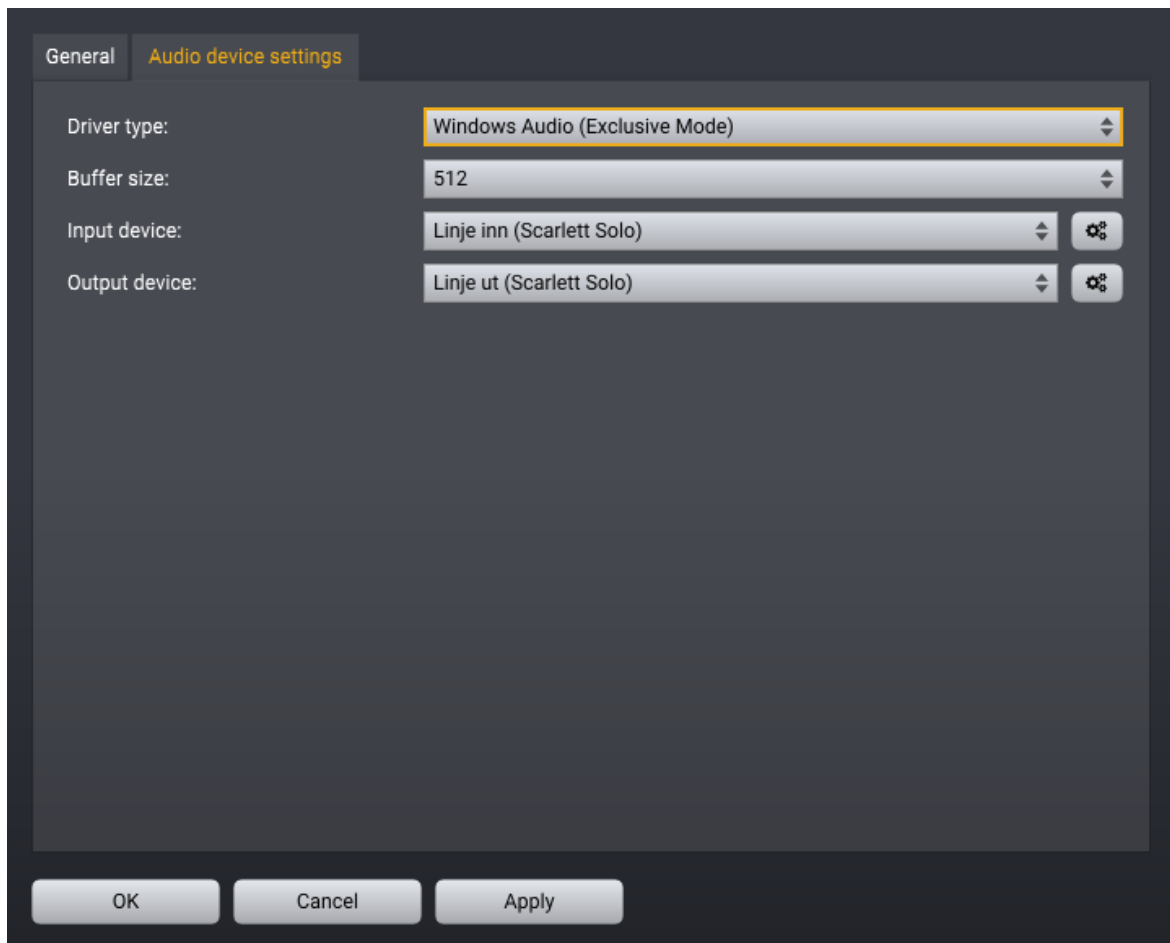 General Audio device settings
Driver type: Windows Audio (Exclusive Mode)
Buffer size: 512
Input device: Linje inn (Scarlett Solo)
Output device: Linje ut (Scarlett Solo)
OK Cancel Apply